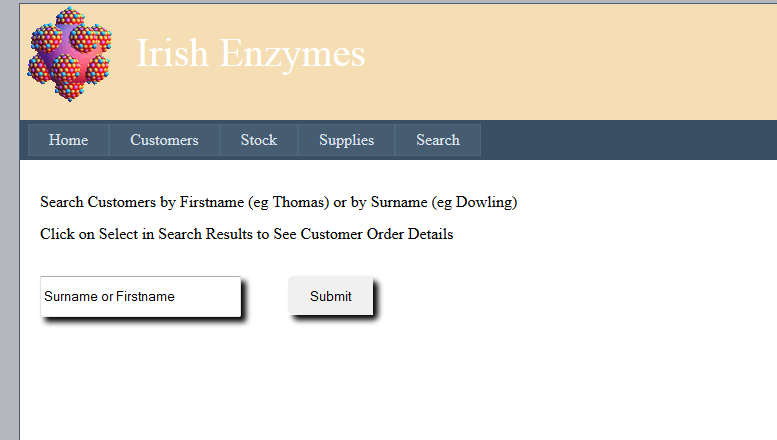 Irish Enzymes
Home Customers Stock Supplies Search
Search Customers by Firstname (eg Thomas) or by Surname (eg Dowling)
Click on Select in Search Results to See Customer Order Details
Surname or Firstname Submit